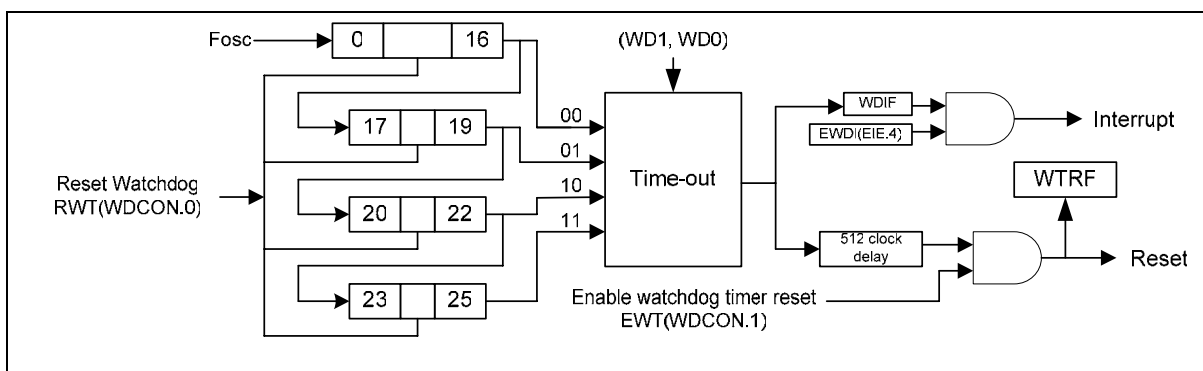 Fosc
0 16
(WD1, WD0)
17 19
20 22
23 25
Reset Watchdog
RWT(WDCON.0)
00
01
10
11
Time-out
WDIF
EWDI(EIE.4)
Interrupt
WTRF
512 clock
delay
Reset
Enable watchdog timer reset
EWT(WDCON.1)